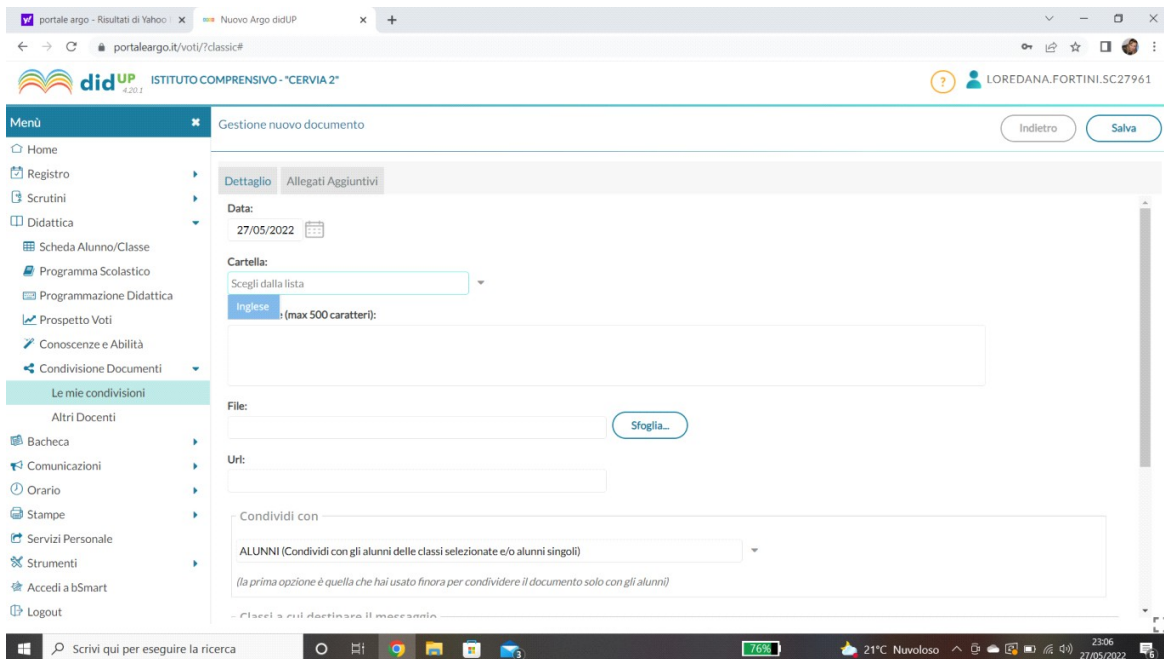 portale argo - Risultati di Yahoo
Nuovo Argo didUP
portaleargo.it/voti/?classic#
didUP 4.20.1 ISTITUTO COMPRENSIVO - "CERVIA 2"
? LOREDANA.FORTINI.SC27961
Menù
Gestione nuovo documento
Indietro
Salva
Home
Registro
Scrutini
Didattica
Scheda Alunno/Classe
Programma Scolastico
Programmazione Didattica
Prospetto Voti
Conoscenze e Abilità
Condivisione Documenti
Le mie condivisioni
Altri Docenti
Bacheca
Comunicazioni
Orario
Stampe
Servizi Personale
Strumenti
Accedi a bSmart
Logout
Dettaglio
Allegati Aggiuntivi
Data:
27/05/2022
Cartella:
Scegli dalla lista
Inglese
(max 500 caratteri):
File:
Sfoglia...
Url:
Condividi con
ALUNNI (Condividi con gli alunni delle classi selezionate e/o alunni singoli)
(la prima opzione è quella che hai usato finora per condividere il documento solo con gli alunni)
Classi a cui destinare il messaggio
Scrivi qui per eseguire la ricerca
76%
21°C Nuvoloso
23:06
27/05/2022